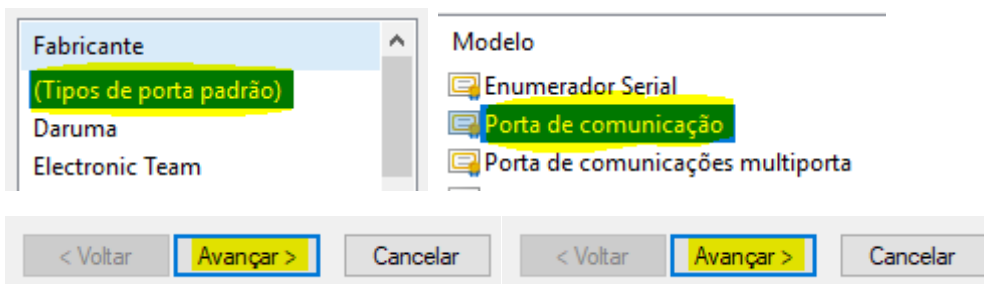 Fabricante
(Tipos de porta padrão)
Daruma
Electronic Team
Modelo
Enumerador Serial
Porta de comunicação
Porta de comunicações multiporta
< Voltar
Avançar >
Cancelar
< Voltar
Avançar >
Cancelar